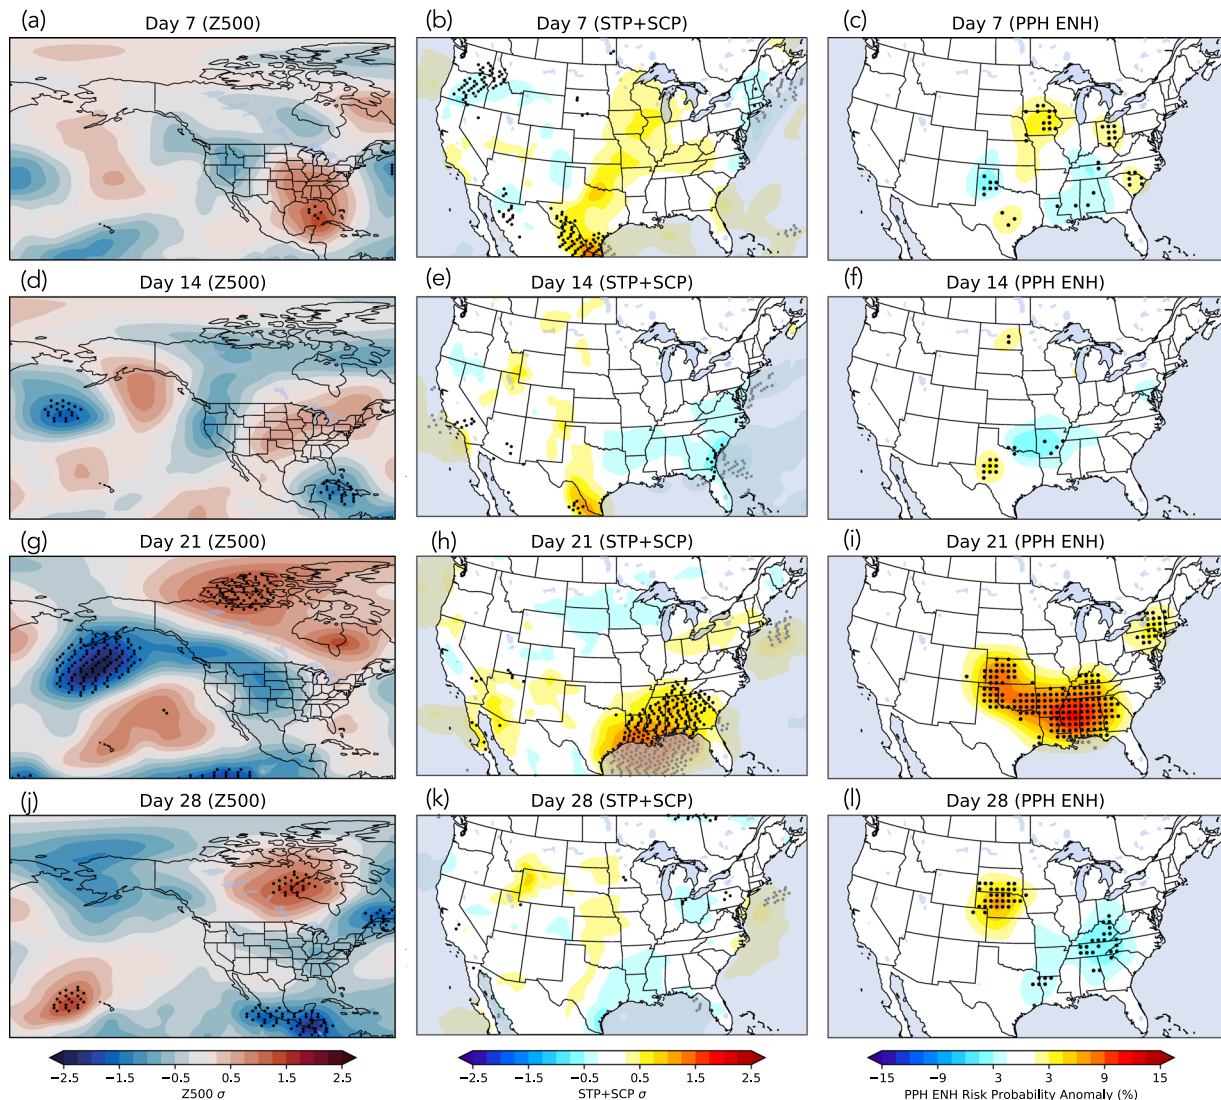 (a) Day 7 (Z500)
(b) Day 7 (STP+SCP)
(c) Day 7 (PPH ENH)
(d) Day 14 (Z500)
(e) Day 14 (STP+SCP)
(f) Day 14 (PPH ENH)
(g) Day 21 (Z500)
(h) Day 21 (STP+SCP)
(i) Day 21 (PPH ENH)
(j) Day 28 (Z500)
(k) Day 28 (STP+SCP)
(l) Day 28 (PPH ENH)
−2.5 −1.5 −0.5 0.5 1.5 2.5
Z500 σ
−2.5 −1.5 −0.5 0.5 1.5 2.5
STP+SCP σ
−15 −9 −3 3 9 15
PPH ENH Risk Probability Anomaly (%)